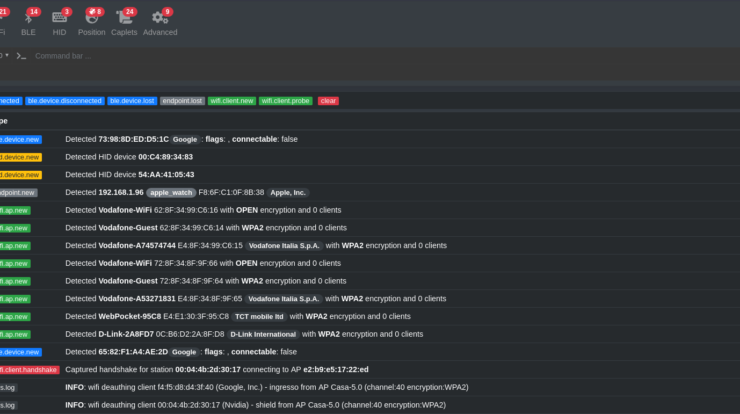 21 14 3 8 24 9
Fi BLE HID Position Caplets Advanced
Command bar ...
nected ble.device.disconnected ble.device.lost endpoint.lost wifi.client.new wifi.client.probe clear
pe
e.device.new Detected 73:98:8D:ED:D5:1C Google : flags: , connectable: false
d.device.new Detected HID device 00:C4:89:34:83
d.device.new Detected HID device 54:AA:41:05:43
ndpoint.new Detected 192.168.1.96 apple_watch F8:6F:C1:0F:8B:38 Apple, Inc.
fi.ap.new Detected Vodafone-WiFi 62:8F:34:99:C6:16 with OPEN encryption and 0 clients
fi.ap.new Detected Vodafone-Guest 62:8F:34:99:C6:14 with WPA2 encryption and 0 clients
fi.ap.new Detected Vodafone-A74574744 E4:8F:34:99:C6:15 Vodafone Italia S.p.A. with WPA2 encryption and 0 clients
fi.ap.new Detected Vodafone-WiFi 72:8F:34:8F:9F:66 with OPEN encryption and 0 clients
fi.ap.new Detected Vodafone-Guest 72:8F:34:8F:9F:64 with WPA2 encryption and 0 clients
fi.ap.new Detected Vodafone-A53271831 E4:8F:34:8F:9F:65 Vodafone Italia S.p.A. with WPA2 encryption and 0 clients
fi.ap.new Detected WebPocket-95C8 E4:E1:30:3F:95:C8 TCT mobile ltd with WPA2 encryption and 0 clients
fi.ap.new Detected D-Link-2A8FD7 0C:B6:D2:2A:8F:D8 D-Link International with WPA2 encryption and 0 clients
e.device.new Detected 65:82:F1:A4:AE:2D Google : flags: , connectable: false
fi.client.handshake Captured handshake for station 00:04:4b:2d:30:17 connecting to AP e2:b9:e5:17:22:ed
s.log INFO: wifi deauthing client f4:f5:d8:d4:3f:40 (Google, Inc.) - ingresso from AP Casa-5.0 (channel:40 encryption:WPA2)
s.log INFO: wifi deauthing client 00:04:4b:2d:30:17 (Nvidia) - shield from AP Casa-5.0 (channel:40 encryption:WPA2)